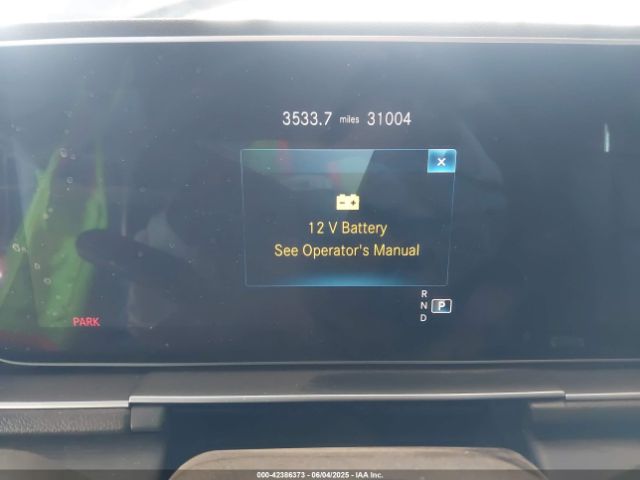 3533.7 miles 31004
12 V Battery
See Operator's Manual
R
N P
D
PARK
000-42386373 - 06/04/2025 - IAA Inc.